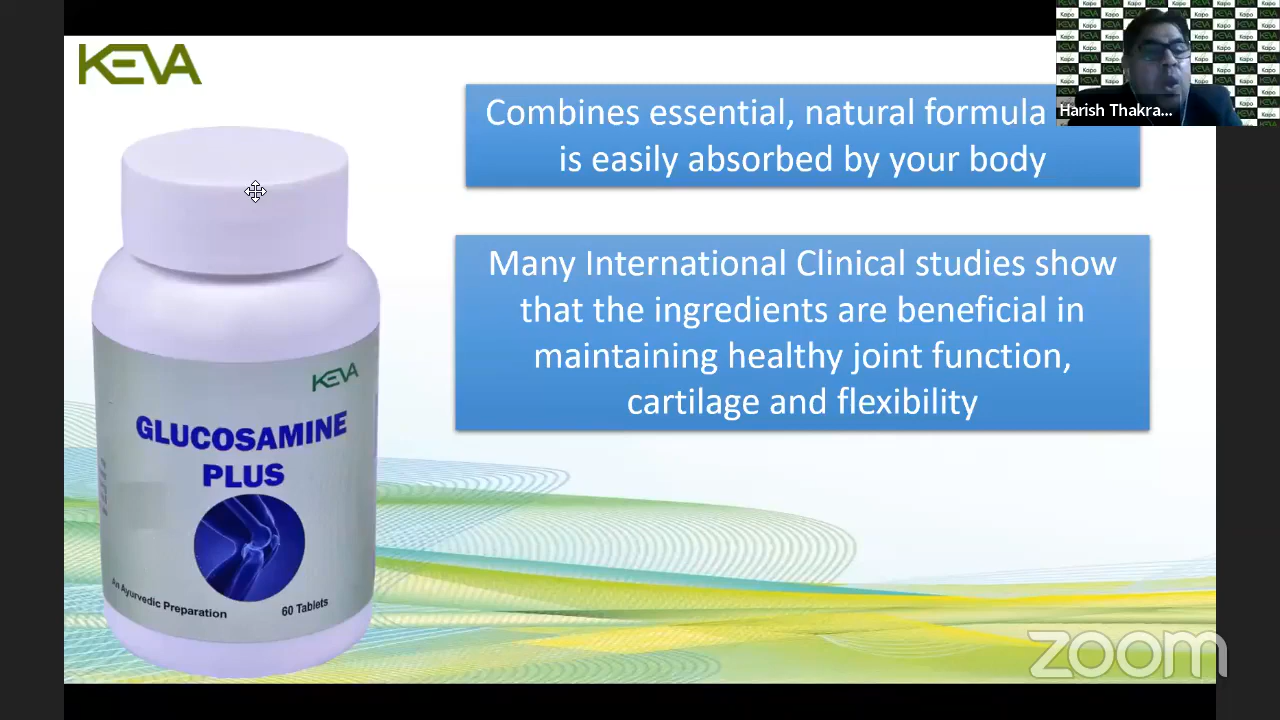 KEVA
Combines essential, natural formula
is easily absorbed by your body
Harish Thakra...
Many International Clinical studies show
that the ingredients are beneficial in
maintaining healthy joint function,
cartilage and flexibility
KEVA
GLUCOSAMINE
PLUS
An Ayurvedic Preparation
60 Tablets
zoom